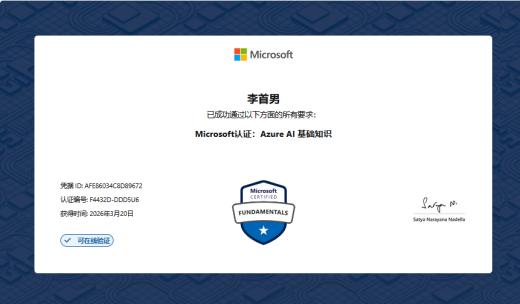 Microsoft
李首男
已成功通过以下方面的所有要求：
Microsoft认证：Azure AI 基础知识
凭据 ID: AFE86034C8D89672
认证编号: F4432D-DDD5U6
获得时间: 2026年3月20日
可在线验证
Microsoft
CERTIFIED
FUNDAMENTALS
Satya N.
Satya Narayana Nadella